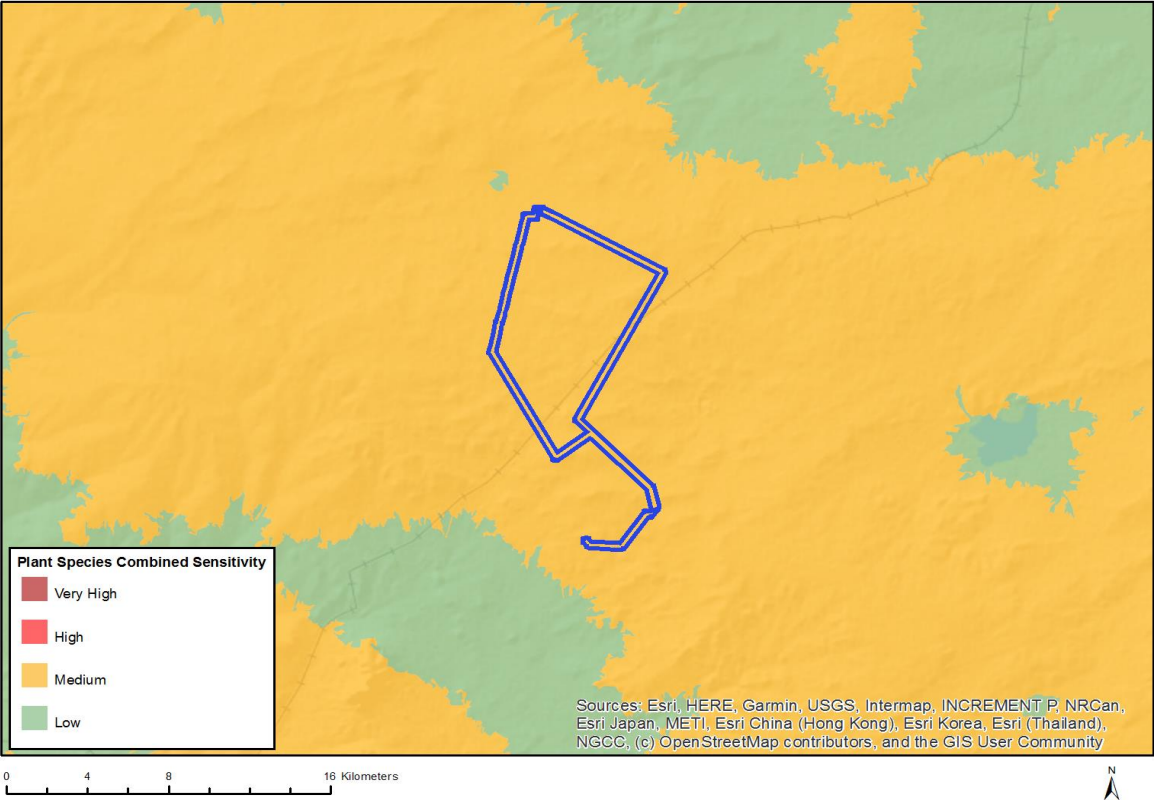 Plant Species Combined Sensitivity
Very High
High
Medium
Low
Sources: Esri, HERE, Garmin, USGS, Intermap, INCREMENT P, NRCan,
Esri Japan, METI, Esri China (Hong Kong), Esri Korea, Esri (Thailand),
NGCC, (c) OpenStreetMap contributors, and the GIS User Community
0 4 8 16 Kilometers
N